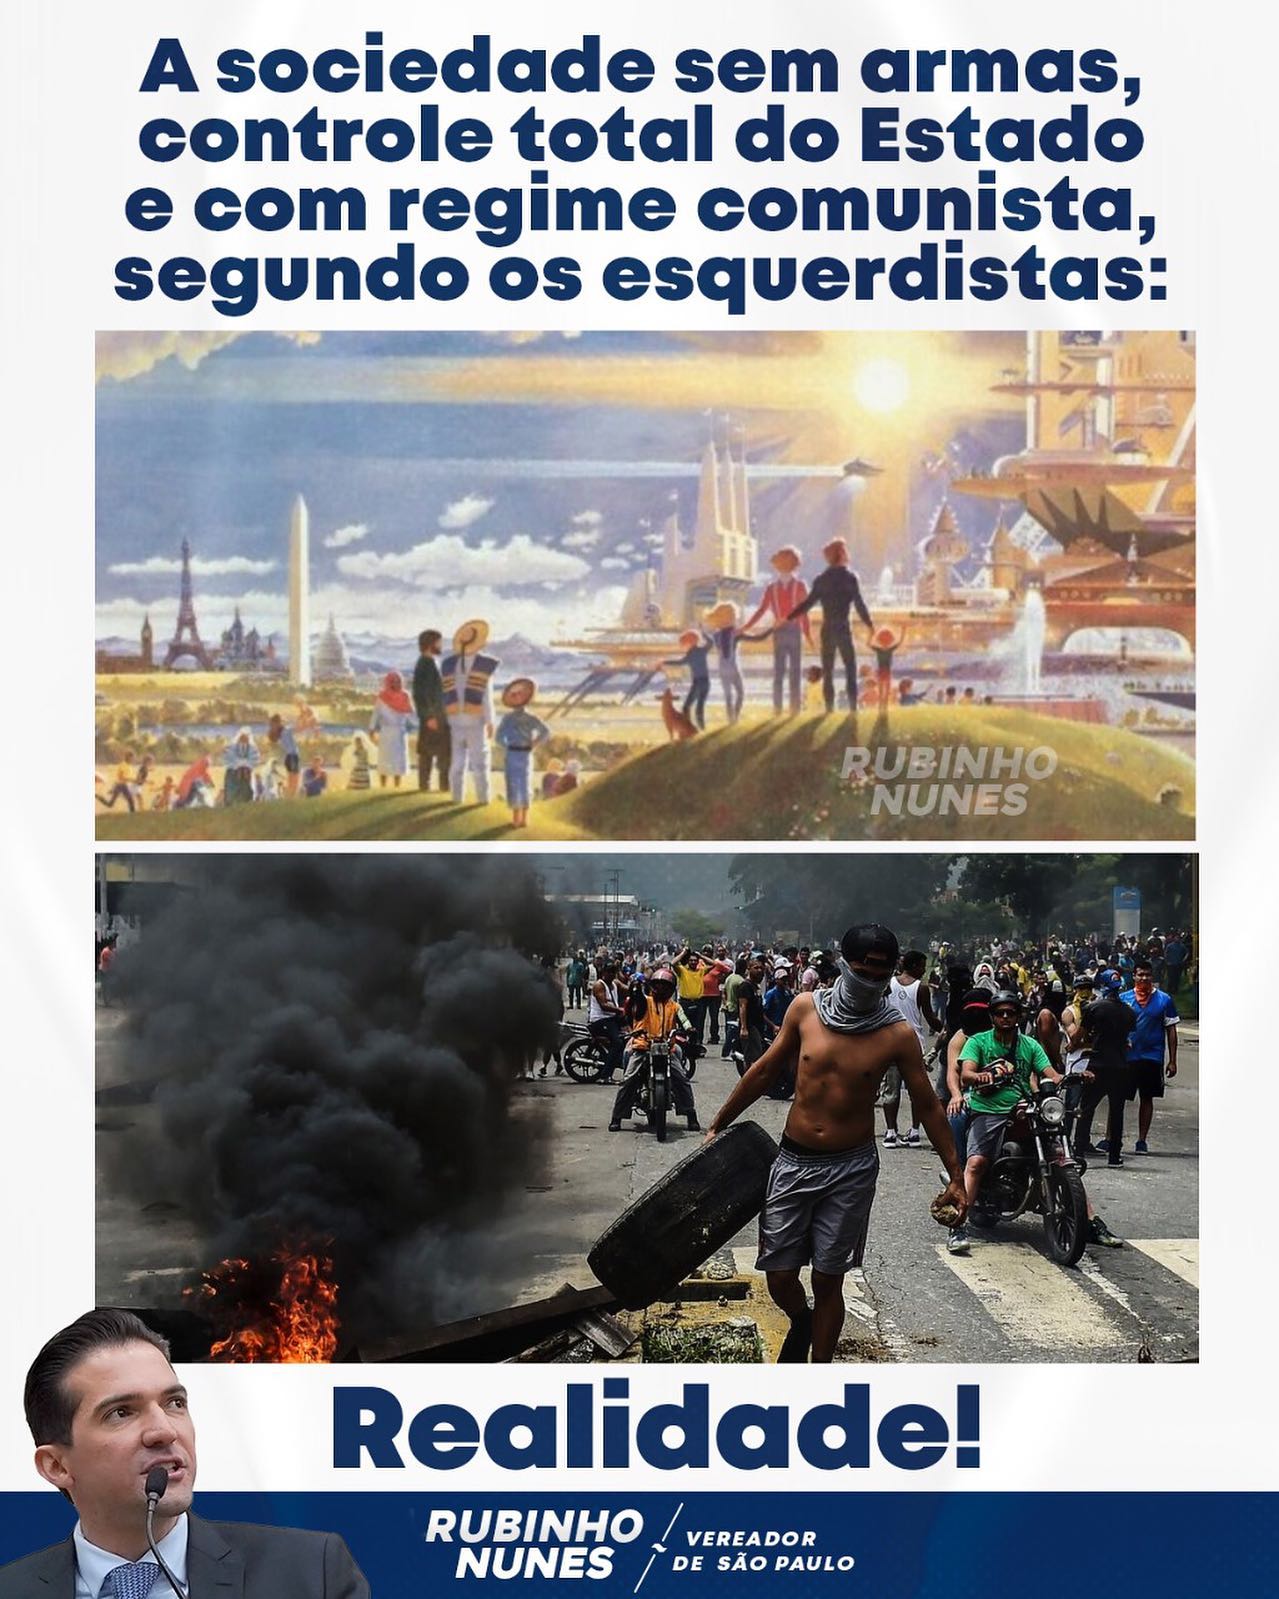 A sociedade sem armas,
controle total do Estado
e com regime comunista,
segundo os esquerdistas:
RUBINHO
NUNES
Realidade!
RUBINHO
NUNES
VEREADOR
DE SÃO PAULO